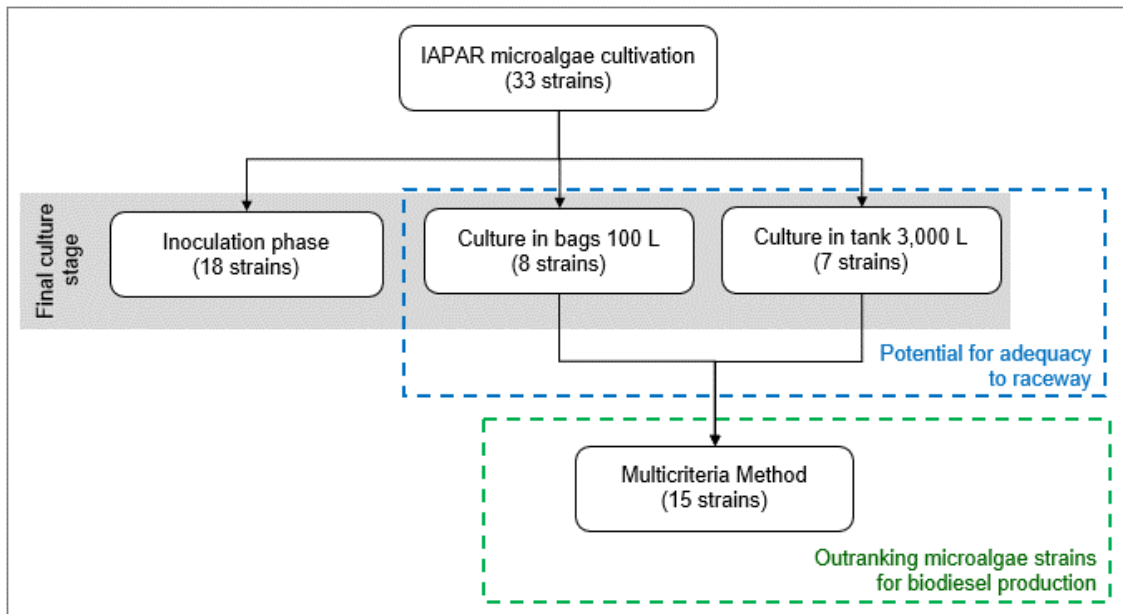 IAPAR microalgae cultivation
(33 strains)
Final culture
stage
Inoculation phase
(18 strains)
Culture in bags 100 L
(8 strains)
Culture in tank 3,000 L
(7 strains)
Potential for adequacy
to raceway
Multicriteria Method
(15 strains)
Outranking microalgae strains
for biodiesel production